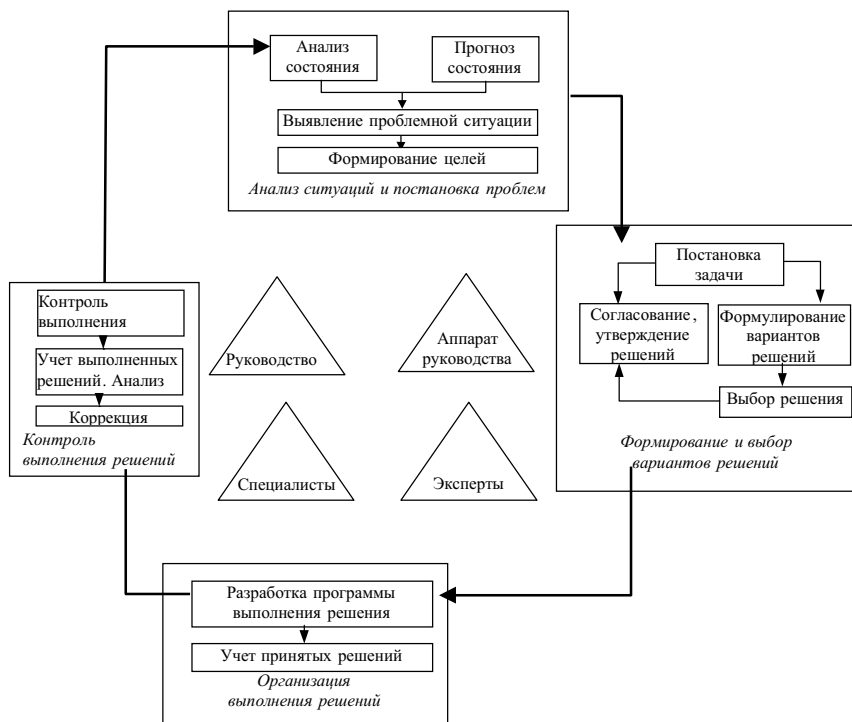 Анализ
состояния
Прогноз
состояния
Выявление проблемной ситуации
Формирование целей
Анализ ситуаций и постановка проблем
Постановка
задачи
Согласование,
утверждение
решений
Формулирование
вариантов
решений
Выбор решения
Формирование и выбор
вариантов решений
Контроль
выполнения
Учет выполненных
решений. Анализ
Коррекция
Контроль
выполнения решений
Руководство
Аппарат
руководства
Специалисты
Эксперты
Разработка программы
выполнения решения
Учет принятых решений
Организация
выполнения решений